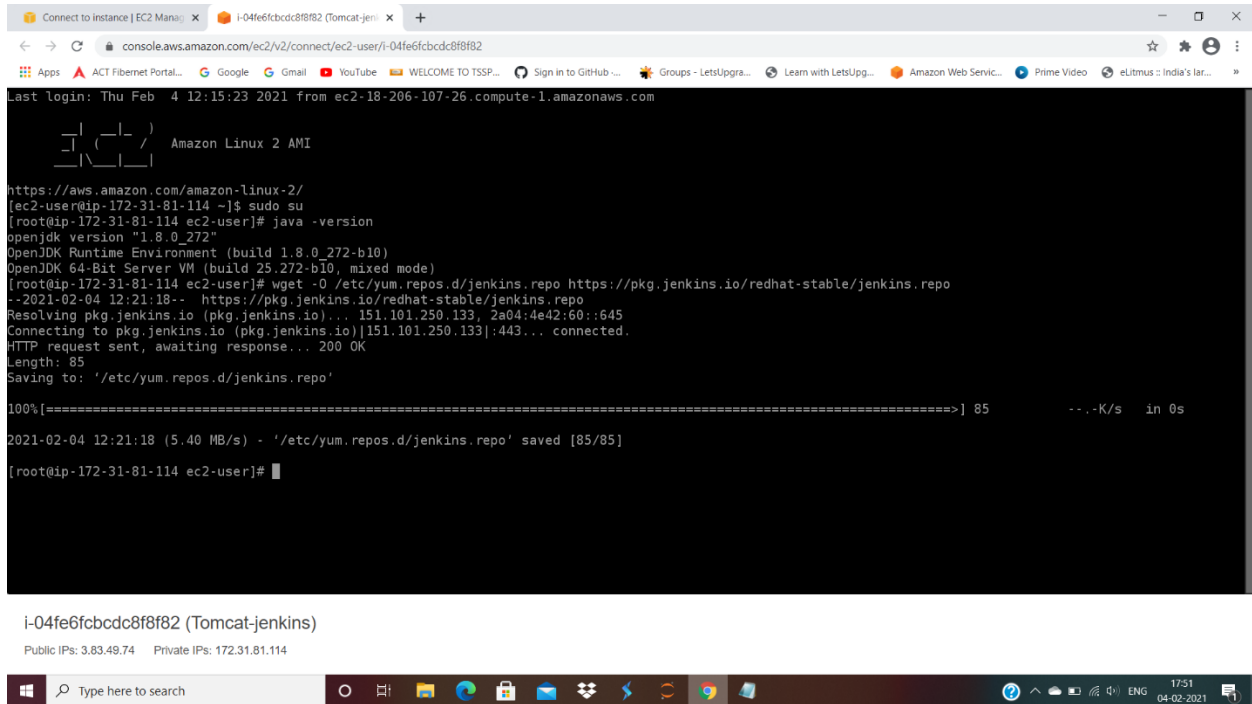 Connect to instance | EC2 Manag
i-04fe6fcbcdc8f8f82 (Tomcat-jen
console.aws.amazon.com/ec2/v2/connect/ec2-user/i-04fe6fcbcdc8f8f82
Apps ACT Fibernet Portal... Google Gmail YouTube WELCOME TO TSSP... Sign in to GitHub ·... Groups - LetsUpgra... Learn with LetsUpg... Amazon Web Servic... Prime Video eLitmus :: India's lar... »
Last login: Thu Feb  4 12:15:23 2021 from ec2-18-206-107-26.compute-1.amazonaws.com
__|  __|_  )
_|  (     /   Amazon Linux 2 AMI
___|\___|___|
https://aws.amazon.com/amazon-linux-2/
[ec2-user@ip-172-31-81-114 ~]$ sudo su
[root@ip-172-31-81-114 ec2-user]# java -version
openjdk version "1.8.0_272"
OpenJDK Runtime Environment (build 1.8.0_272-b10)
OpenJDK 64-Bit Server VM (build 25.272-b10, mixed mode)
[root@ip-172-31-81-114 ec2-user]# wget -O /etc/yum.repos.d/jenkins.repo https://pkg.jenkins.io/redhat-stable/jenkins.repo
--2021-02-04 12:21:18--  https://pkg.jenkins.io/redhat-stable/jenkins.repo
Resolving pkg.jenkins.io (pkg.jenkins.io)... 151.101.250.133, 2a04:4e42:60::645
Connecting to pkg.jenkins.io (pkg.jenkins.io)|151.101.250.133|:443... connected.
HTTP request sent, awaiting response... 200 OK
Length: 85
Saving to: ‘/etc/yum.repos.d/jenkins.repo’
100%[=====================================================================================================================>] 85          --.-K/s   in 0s
2021-02-04 12:21:18 (5.40 MB/s) - ‘/etc/yum.repos.d/jenkins.repo’ saved [85/85]
[root@ip-172-31-81-114 ec2-user]#
i-04fe6fcbcdc8f8f82 (Tomcat-jenkins)
Public IPs: 3.83.49.74 Private IPs: 172.31.81.114
Type here to search
ENG
17:51
04-02-2021
1